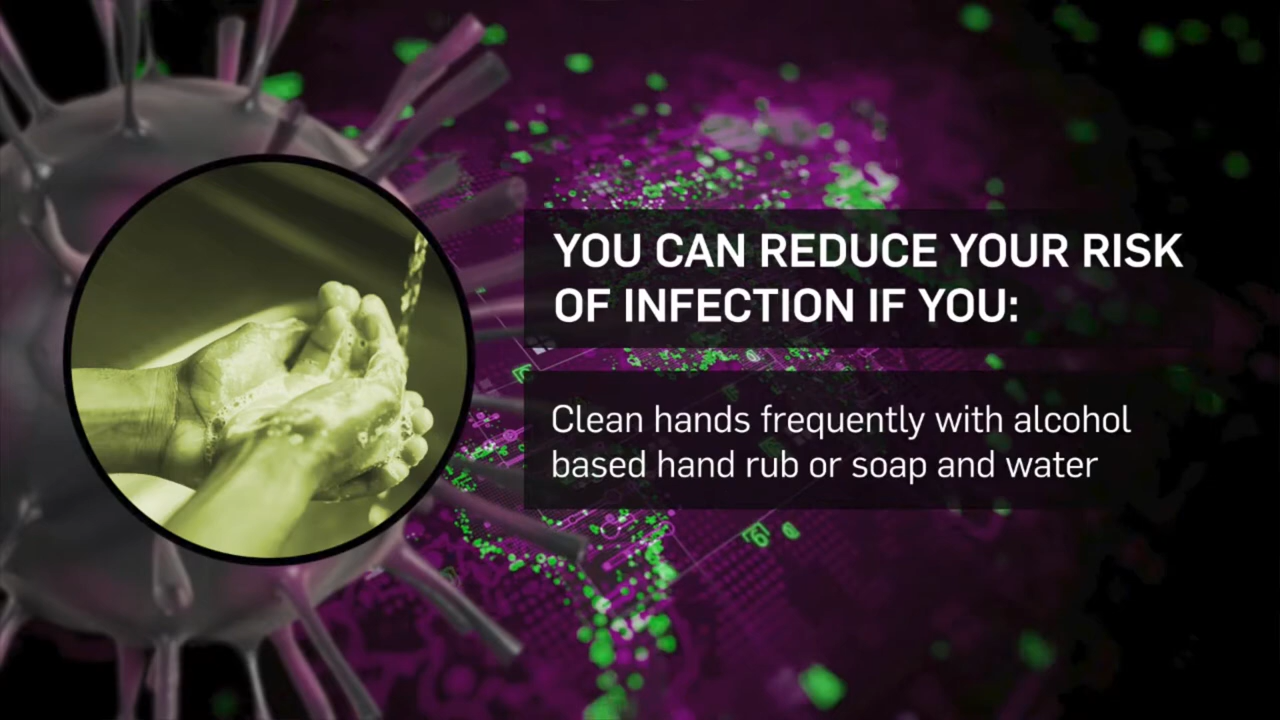 YOU CAN REDUCE YOUR RISK
OF INFECTION IF YOU:
Clean hands frequently with alcohol
based hand rub or soap and water